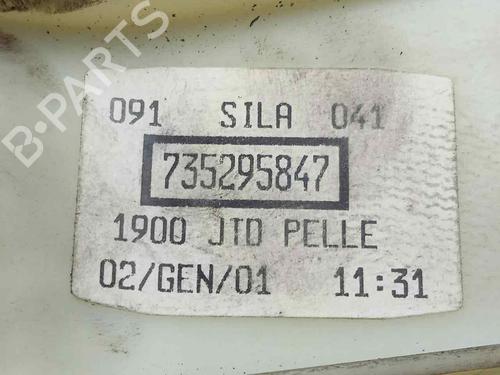 B-PARTS
091 SILA 041
735295847
1900 JTD PELLE
02/GEN/01 11:31